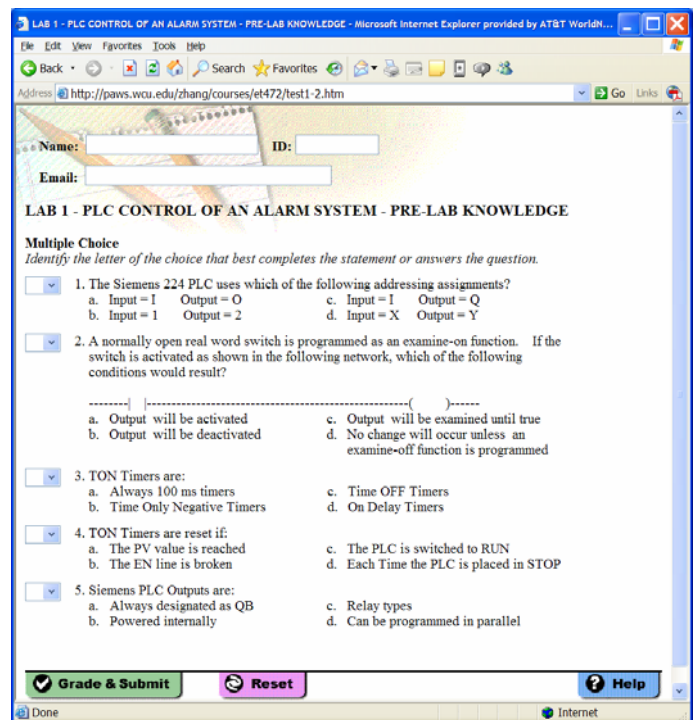 LAB 1 - PLC CONTROL OF AN ALARM SYSTEM - PRE-LAB KNOWLEDGE - Microsoft Internet Explorer provided by AT&T WorldN...
File Edit View Favorites Tools Help
Back Search Favorites
Address http://paws.wcu.edu/zhang/courses/et472/test1-2.htm Go Links
Name: ID:
Email:
LAB 1 - PLC CONTROL OF AN ALARM SYSTEM - PRE-LAB KNOWLEDGE
Multiple Choice
Identify the letter of the choice that best completes the statement or answers the question.
1. The Siemens 224 PLC uses which of the following addressing assignments?
a. Input = I Output = O c. Input = I Output = Q
b. Input = 1 Output = 2 d. Input = X Output = Y
2. A normally open real word switch is programmed as an examine-on function. If the
switch is activated as shown in the following network, which of the following
conditions would result?
--------| |----------------------------------------------------( )------
a. Output will be activated c. Output will be examined until true
b. Output will be deactivated d. No change will occur unless an
examine-off function is programmed
3. TON Timers are:
a. Always 100 ms timers c. Time OFF Timers
b. Time Only Negative Timers d. On Delay Timers
4. TON Timers are reset if:
a. The PV value is reached c. The PLC is switched to RUN
b. The EN line is broken d. Each Time the PLC is placed in STOP
5. Siemens PLC Outputs are:
a. Always designated as QB c. Relay types
b. Powered internally d. Can be programmed in parallel
Grade & Submit Reset Help
Done Internet